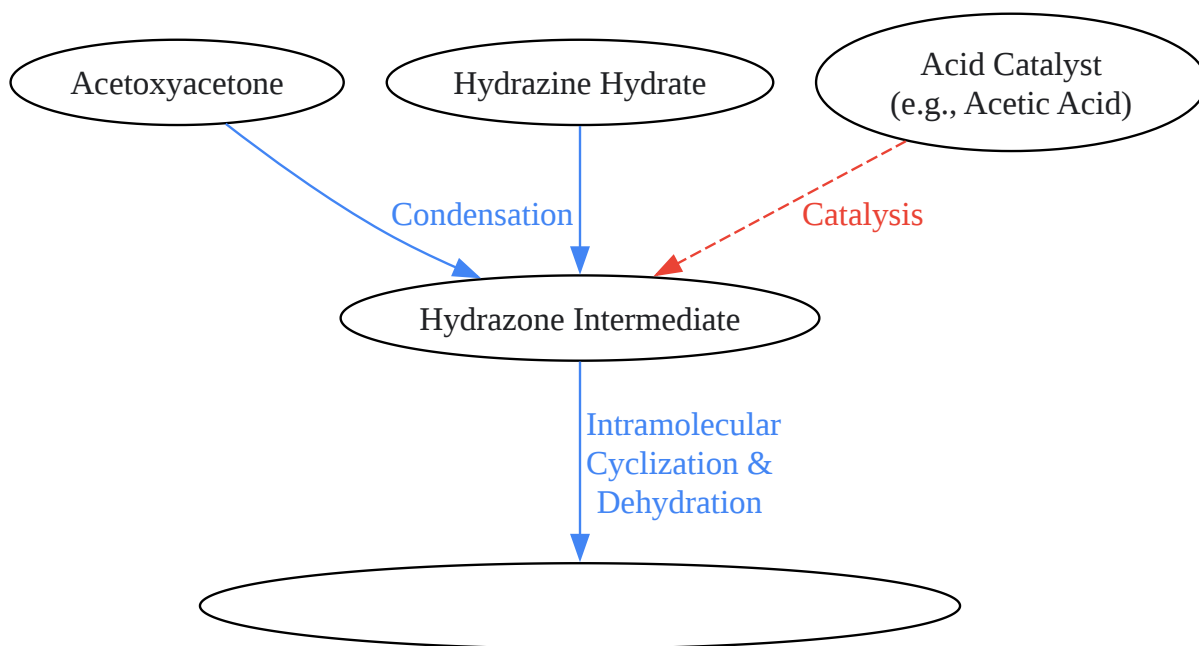 Acetoxyacetone
Hydrazine Hydrate
Acid Catalyst
(e.g., Acetic Acid)
Condensation
Catalysis
Hydrazone Intermediate
Intramolecular
Cyclization &
Dehydration